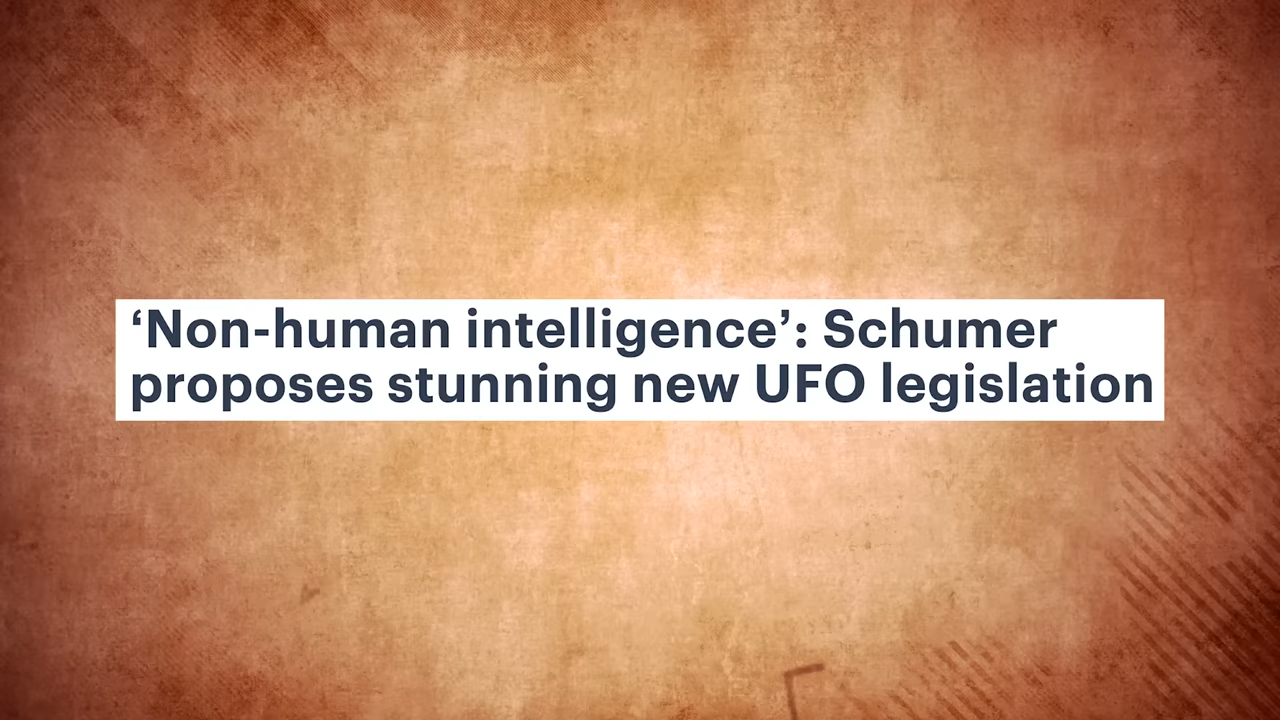 ‘Non-human intelligence’: Schumer
proposes stunning new UFO legislation